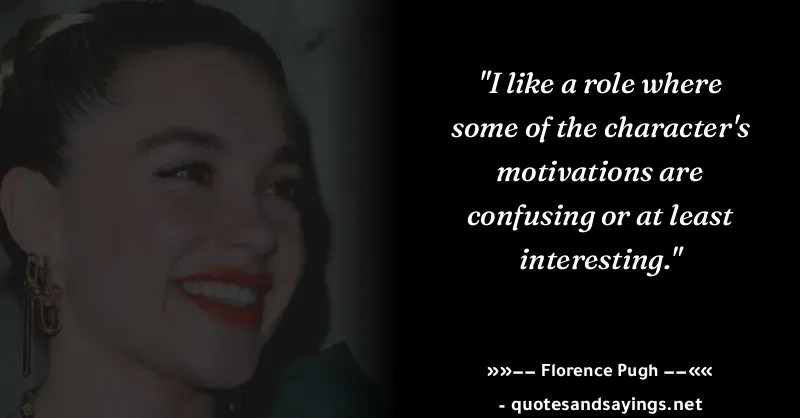 "I like a role where
some of the character's
motivations are
confusing or at least
interesting."
»»–– Florence Pugh ––««
- quotesandsayings.net